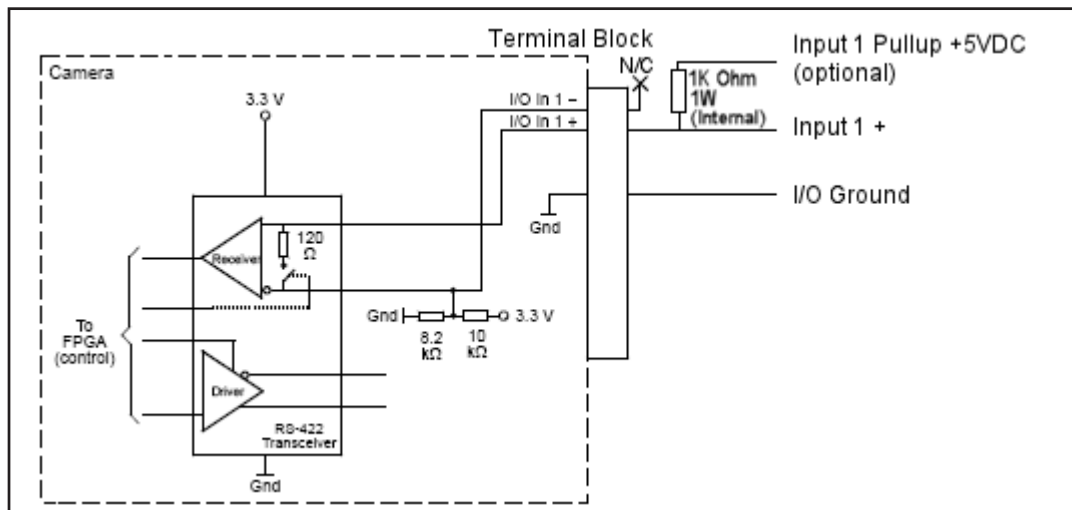 Terminal Block
N/C
Input 1 Pullup +5VDC
(optional)
1K Ohm
1W
(Internal)
Input 1 +
I/O Ground
Camera
3.3 V
I/O In 1 –
I/O In 1 +
Gnd
Receiver
120
Ω
Gnd
8.2
kΩ
10
kΩ
3.3 V
To
FPGA
(control)
Driver
RS-422
Transceiver
Gnd